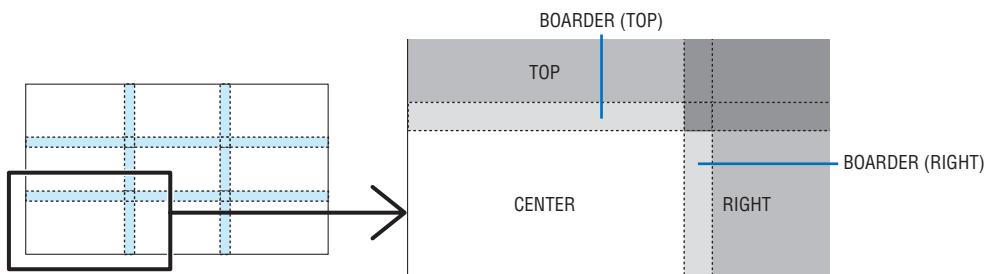 BOARDER (TOP)
TOP
BOARDER (RIGHT)
CENTER
RIGHT